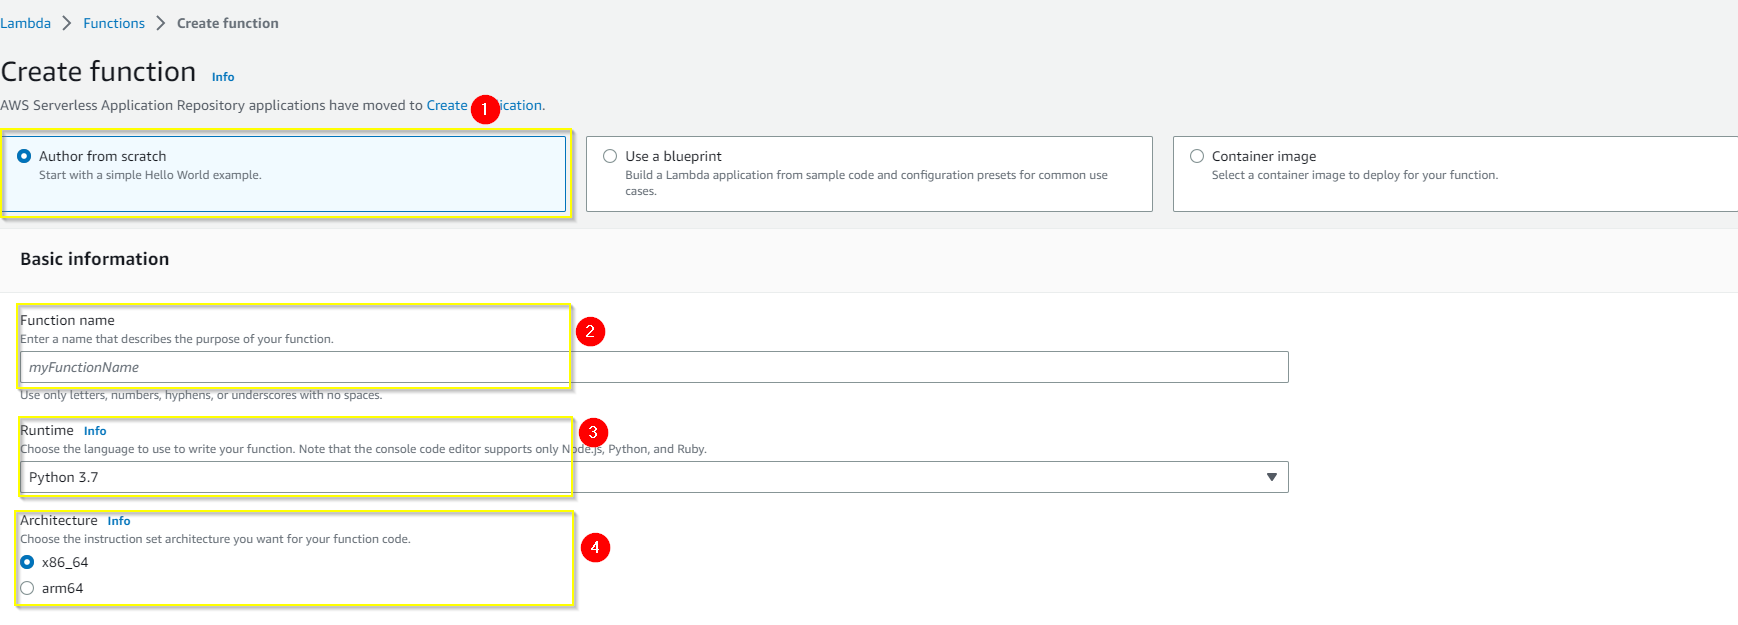 Lambda > Functions > Create function
Create function Info
AWS Serverless Application Repository applications have moved to Create ication.
1
Author from scratch
Start with a simple Hello World example.
Use a blueprint
Build a Lambda application from sample code and configuration presets for common use
cases.
Container image
Select a container image to deploy for your function.
Basic information
Function name
Enter a name that describes the purpose of your function.
2
myFunctionName
Use only letters, numbers, hyphens, or underscores with no spaces.
Runtime Info
3
Choose the language to use to write your function. Note that the console code editor supports only Node.js, Python, and Ruby.
Python 3.7
Architecture Info
Choose the instruction set architecture you want for your function code.
4
x86_64
arm64